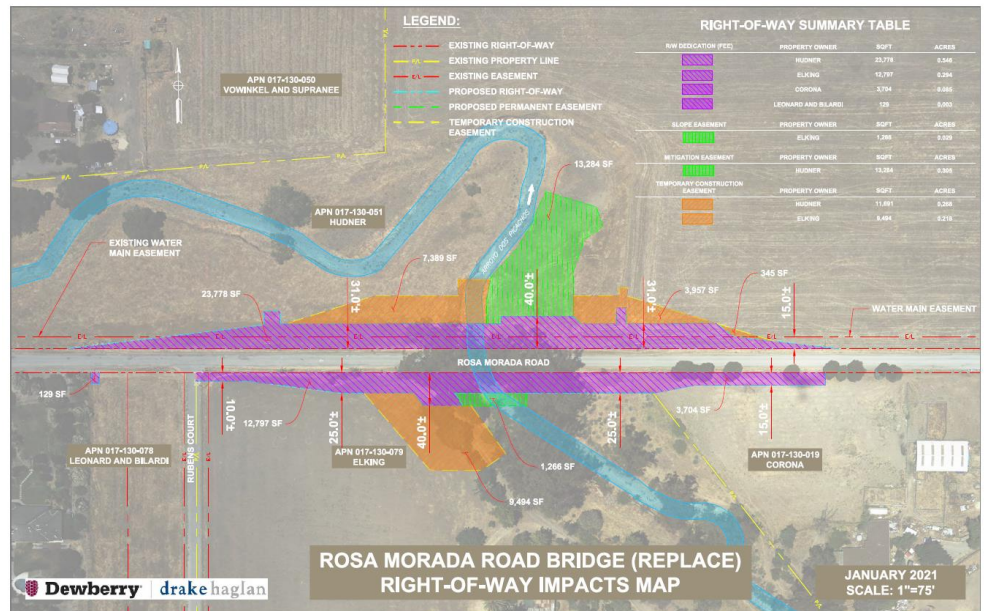 LEGEND:
EXISTING RIGHT-OF-WAY
P/L EXISTING PROPERTY LINE
E/L EXISTING EASEMENT
PROPOSED RIGHT-OF-WAY
PROPOSED PERMANENT EASEMENT
TEMPORARY CONSTRUCTION
EASEMENT
RIGHT-OF-WAY SUMMARY TABLE
R/W DEDICATION (FEE) PROPERTY OWNER SQFT ACRES
HUDNER 23,778 0.546
ELKING 12,797 0.294
CORONA 3,704 0.085
LEONARD AND BILARDI 129 0.003
SLOPE EASEMENT PROPERTY OWNER SQFT ACRES
ELKING 1,266 0.029
MITIGATION EASEMENT PROPERTY OWNER SQFT ACRES
HUDNER 13,284 0.305
TEMPORARY CONSTRUCTION
EASEMENT PROPERTY OWNER SQFT ACRES
HUDNER 11,691 0.268
ELKING 9,494 0.218
APN 017-130-050
VOWINKEL AND SUPRANEE
13,284 SF
APN 017-130-051
HUDNER
ARROYO DOS PICACHOS
EXISTING WATER
MAIN EASEMENT
7,389 SF
23,778 SF
31.0'±
40.0'±
31.0'±
3,957 SF
345 SF
15.0'±
WATER MAIN EASEMENT
ROSA MORADA ROAD
129 SF
10.0'±
12,797 SF
25.0'±
40.0'±
25.0'±
3,704 SF
15.0'±
APN 017-130-078
LEONARD AND BILARDI
RUBENS COURT
APN 017-130-079
ELKING
1,266 SF
APN 017-130-019
CORONA
9,494 SF
ROSA MORADA ROAD BRIDGE (REPLACE)
RIGHT-OF-WAY IMPACTS MAP
Dewberry | drakehaglan
JANUARY 2021
SCALE: 1"=75'